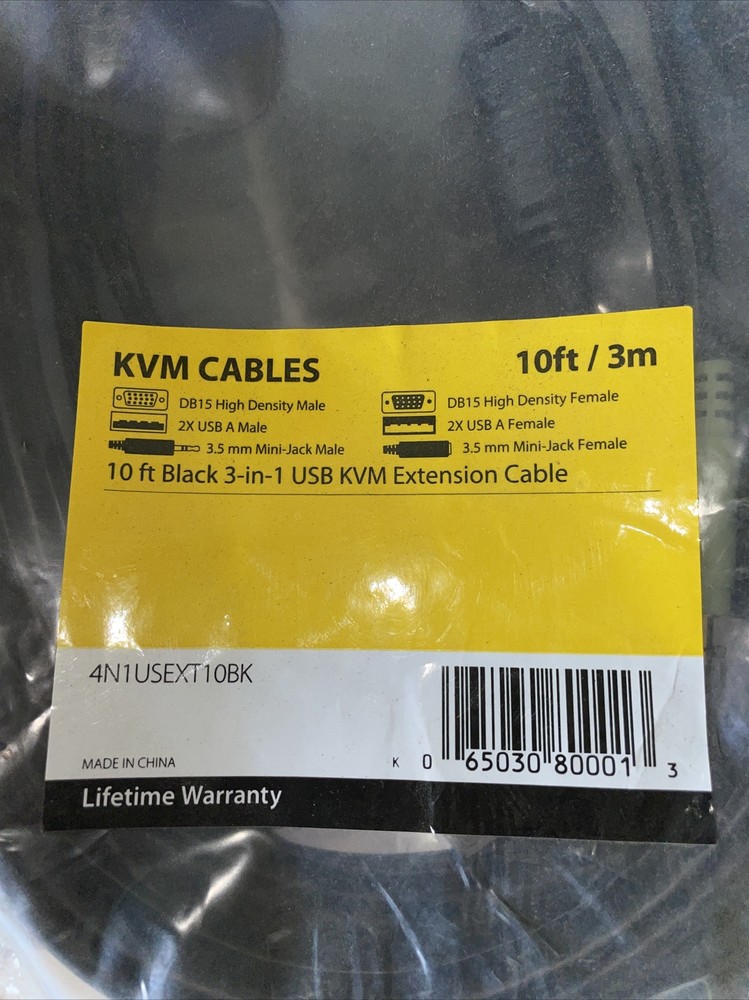 KVM CABLES 10ft / 3m
DB15 High Density Male DB15 High Density Female
2X USB A Male 2X USB A Female
3.5 mm Mini-Jack Male 3.5 mm Mini-Jack Female
10 ft Black 3-in-1 USB KVM Extension Cable
4N1USEXT10BK
MADE IN CHINA K 0 65030 80001 3
Lifetime Warranty